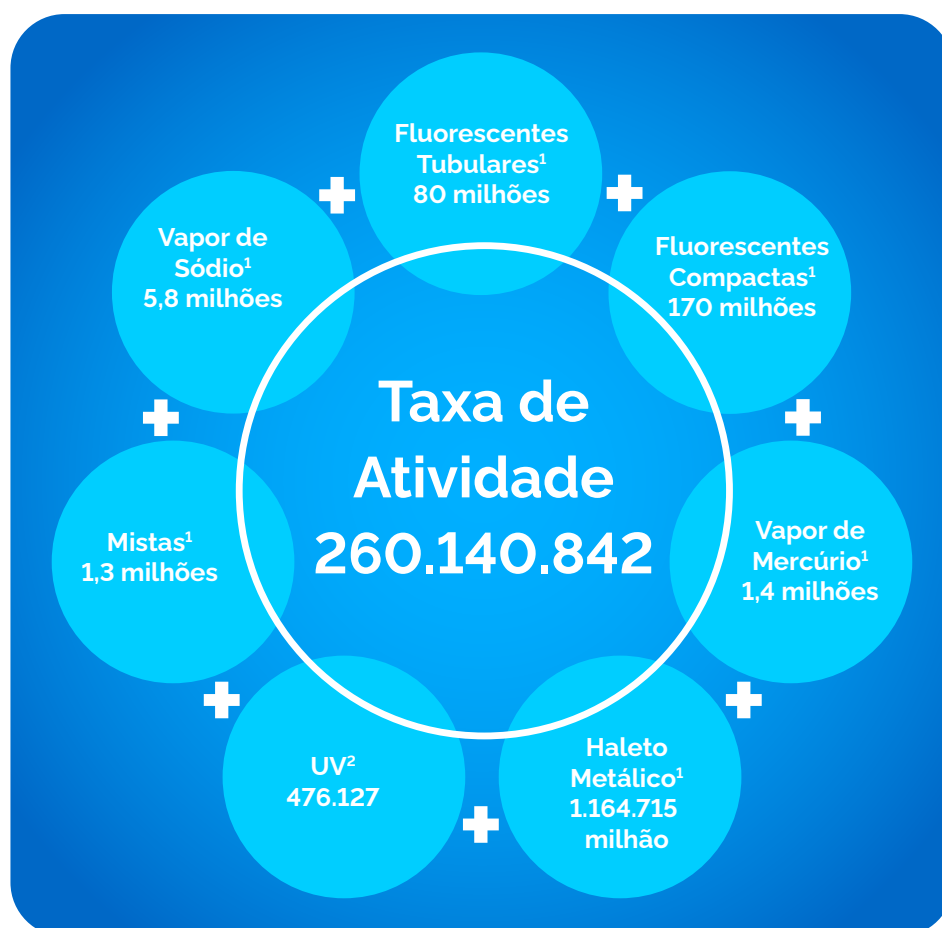 Fluorescentes
Tubulares¹
80 milhões
Fluorescentes
Compactas¹
170 milhões
Vapor de
Mercúrio¹
1,4 milhões
Haleto
Metálico¹
1.164.715
milhão
UV²
476.127
Mistas¹
1,3 milhões
Vapor de
Sódio¹
5,8 milhões
Taxa de
Atividade
260.140.842